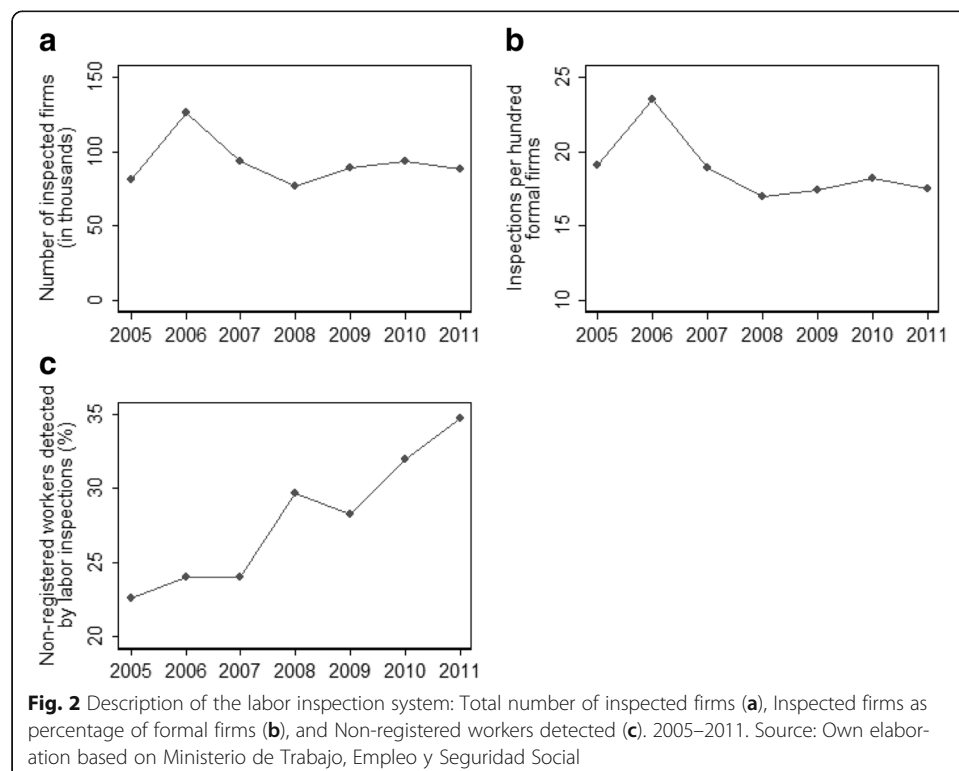 a
Number of inspected firms
(in thousands)
150
100
50
0
2005 2006 2007 2008 2009 2010 2011
b
Inspections per hundred
formal firms
25
20
15
10
2005 2006 2007 2008 2009 2010 2011
c
Non-registered workers detected
by labor inspections (%)
35
30
25
20
2005 2006 2007 2008 2009 2010 2011
Fig. 2 Description of the labor inspection system: Total number of inspected firms (a), Inspected firms as
percentage of formal firms (b), and Non-registered workers detected (c). 2005–2011. Source: Own elabor-
ation based on Ministerio de Trabajo, Empleo y Seguridad Social